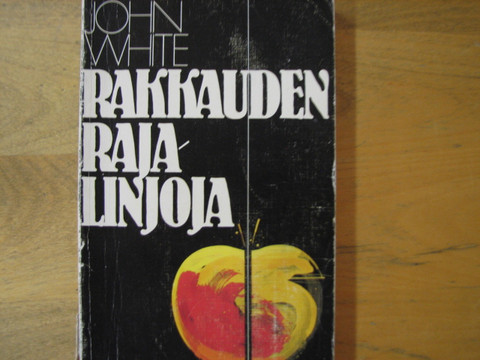 JOHN
WHITE
RAKKAUDEN
RAJA-
LINJOJA